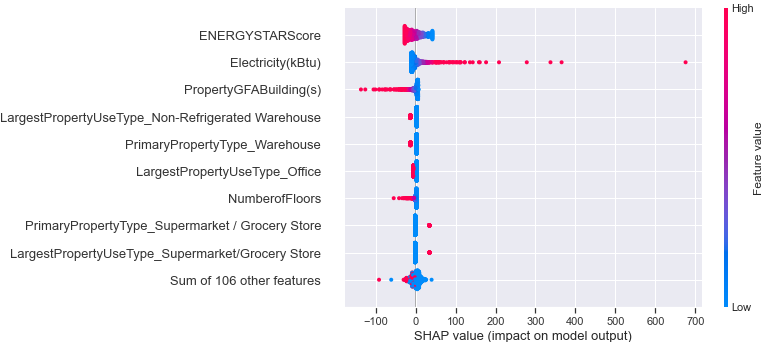 High
ENERGYSTARScore
Electricity(kBtu)
PropertyGFABuilding(s)
LargestPropertyUseType_Non-Refrigerated Warehouse
PrimaryPropertyType_Warehouse
LargestPropertyUseType_Office
NumberofFloors
PrimaryPropertyType_Supermarket / Grocery Store
LargestPropertyUseType_Supermarket/Grocery Store
Sum of 106 other features
Feature value
Low
−100 0 100 200 300 400 500 600 700
SHAP value (impact on model output)